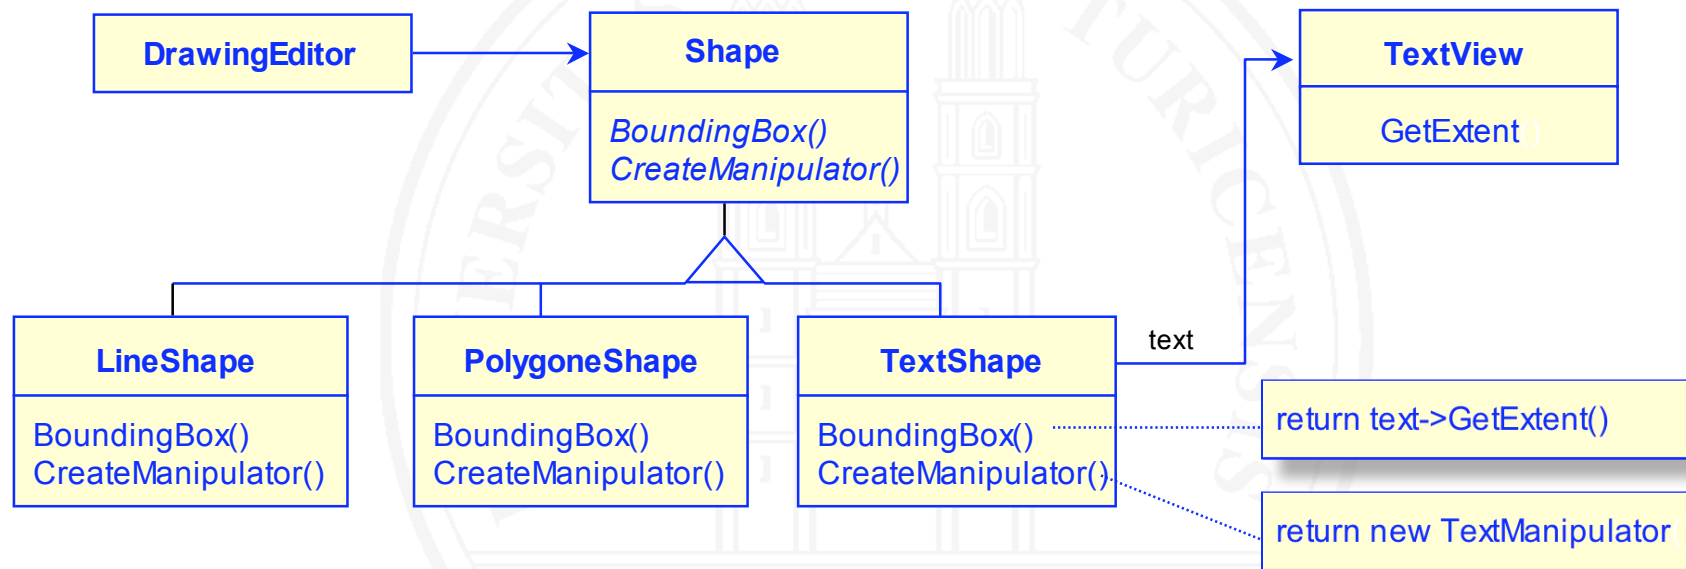 DrawingEditor
Shape
BoundingBox()
CreateManipulator()
TextView
GetExtent()
LineShape
BoundingBox()
CreateManipulator()
PolygoneShape
BoundingBox()
CreateManipulator()
TextShape
BoundingBox()
CreateManipulator()
text
return text->GetExtent()
return new TextManipulator